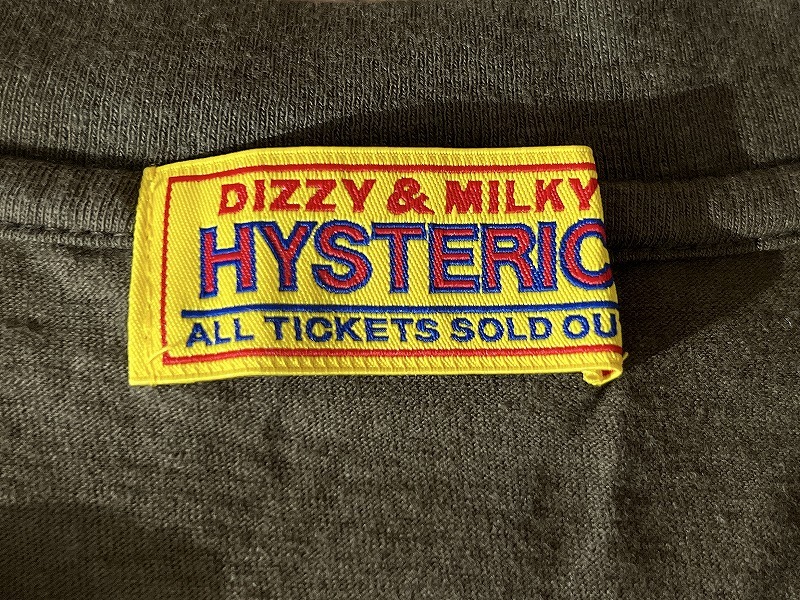 DIZZY & MILKY
HYSTERIC
ALL TICKETS SOLD OU